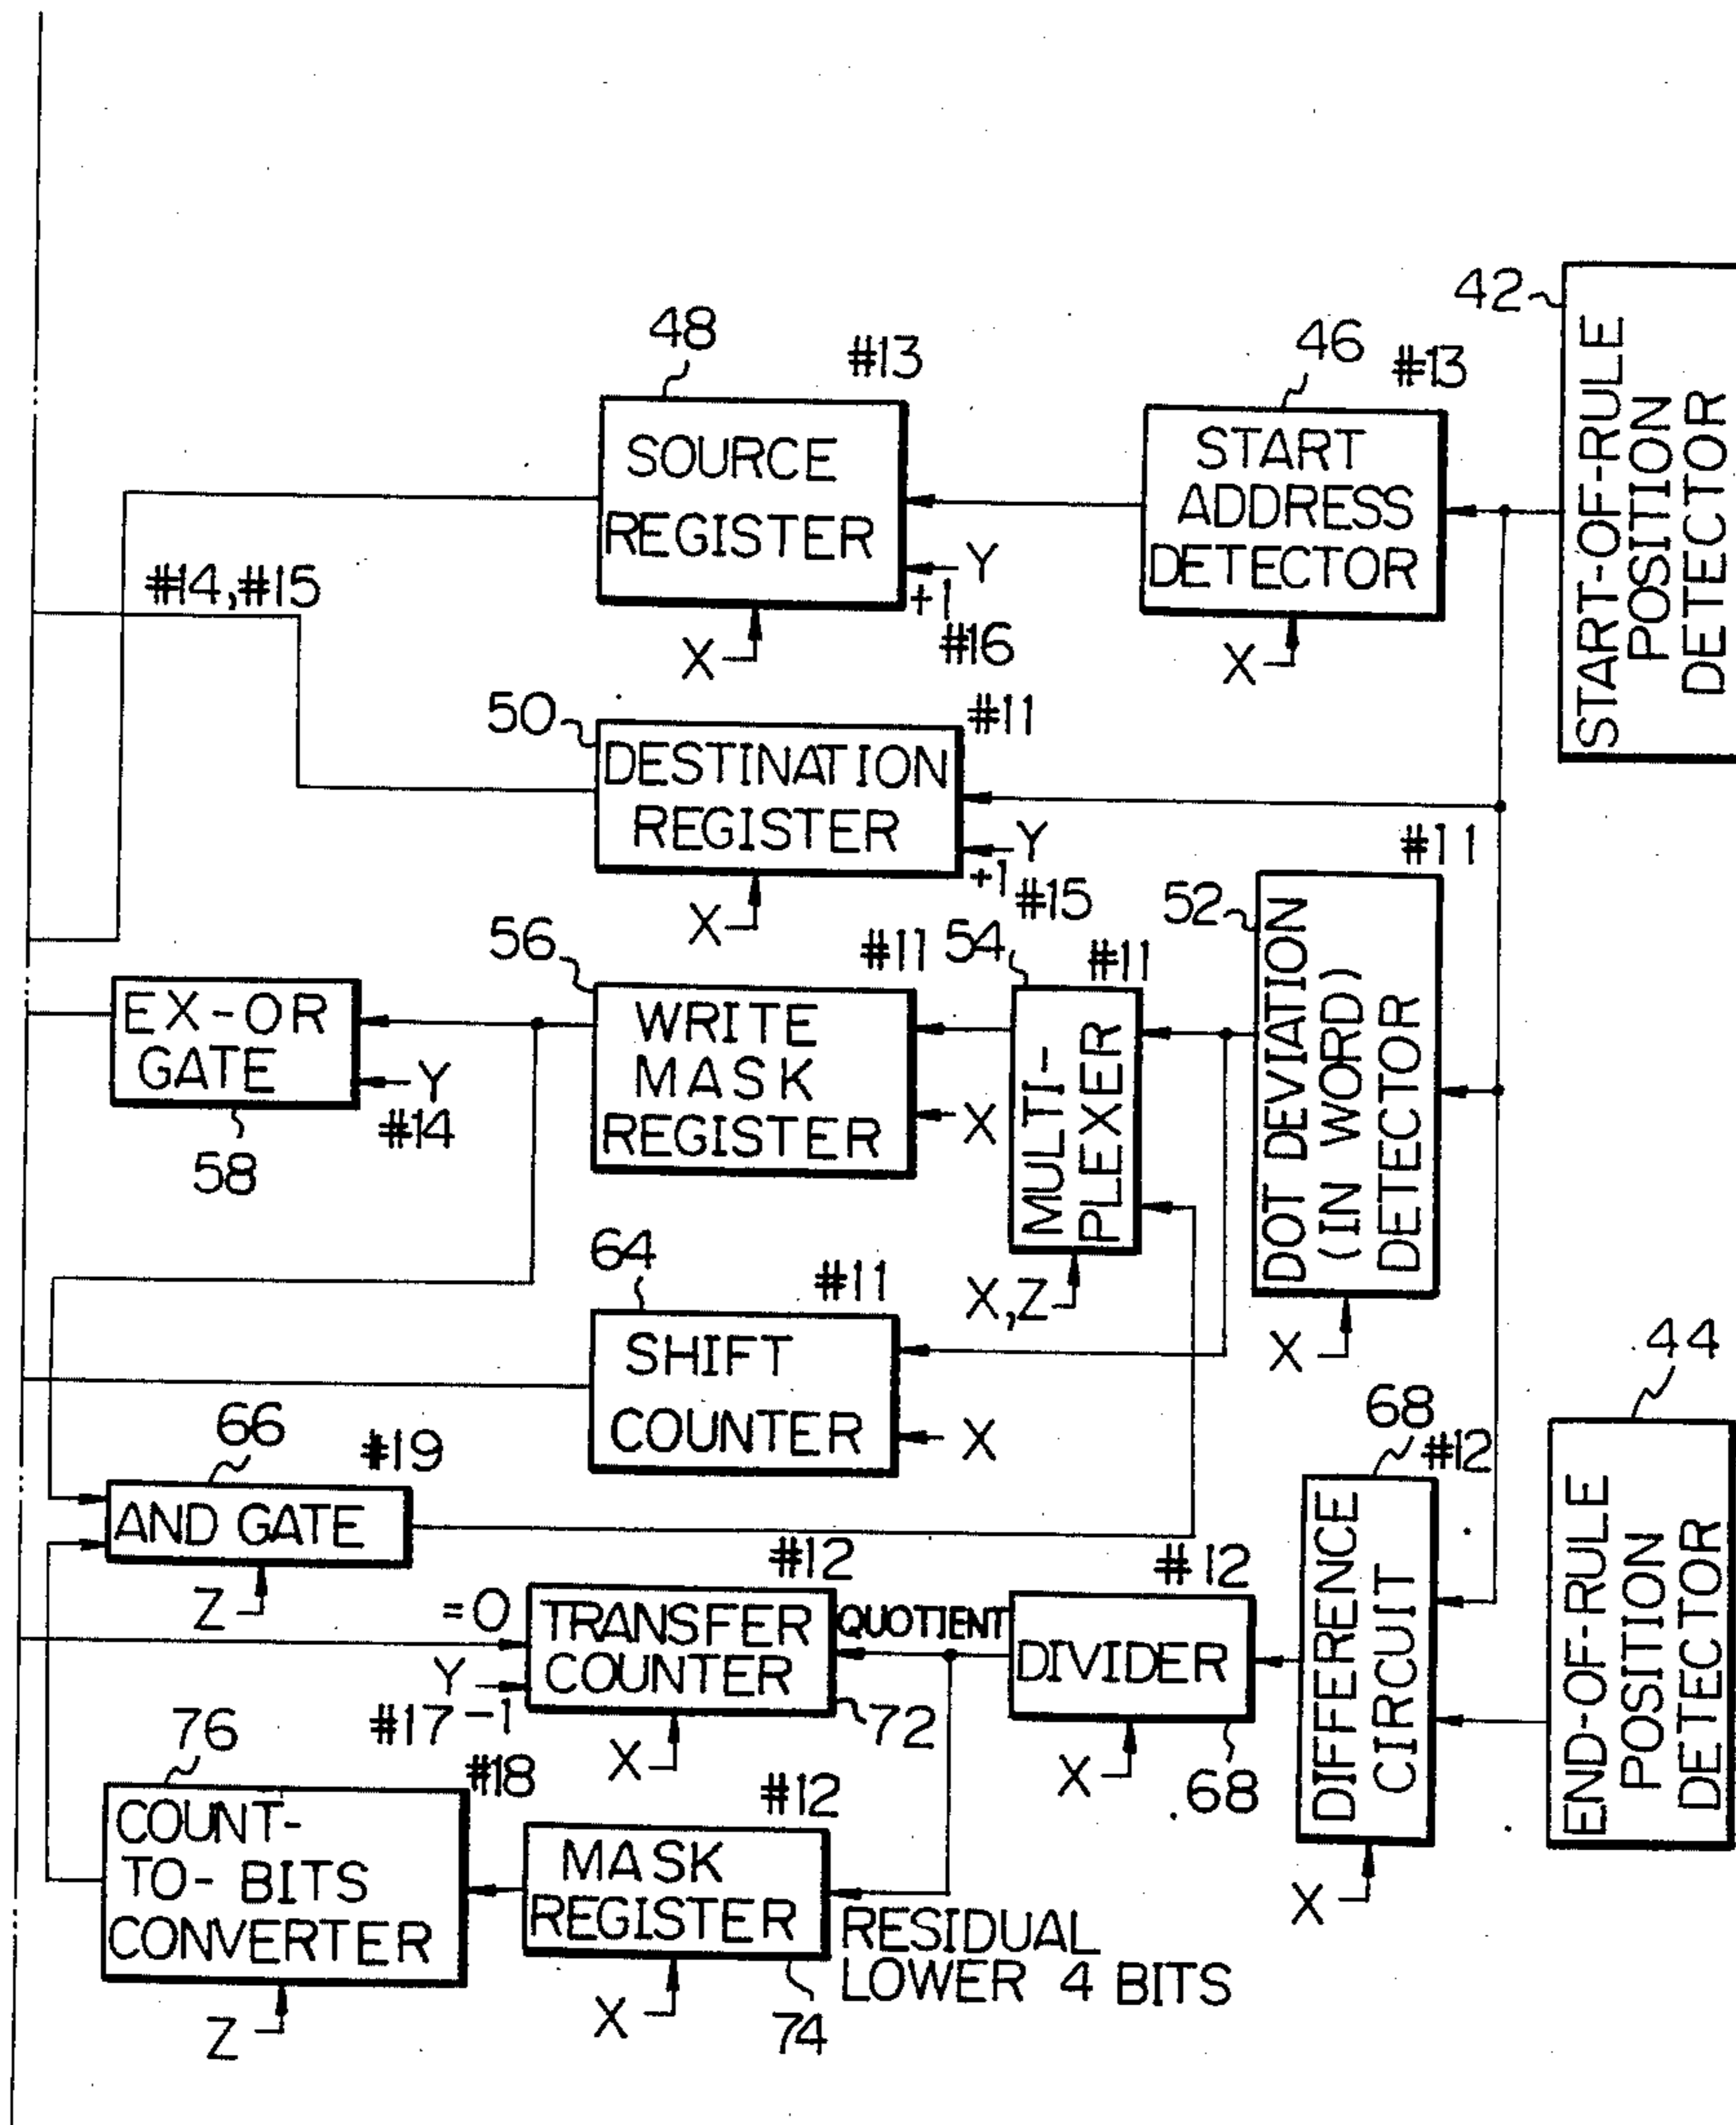 42
START-OF-RULE
POSITION
DETECTOR
48
#13
SOURCE
REGISTER
Y
+1
#16
X
46
#13
START
ADDRESS
DETECTOR
X
#14,#15
50
#11
DESTINATION
REGISTER
Y
+1
#15
X
52
#11
DOT DEVIATION
(IN WORD)
DETECTOR
X
54
#11
MULTI-
PLEXER
X,Z
56
#11
WRITE
MASK
REGISTER
X
EX-OR
GATE
Y
#14
58
64
#11
SHIFT
COUNTER
X
44
END-OF-RULE
POSITION
DETECTOR
66
#19
AND GATE
Z
68
#12
DIFFERENCE
CIRCUIT
X
#12
=0
TRANSFER
COUNTER
Y
#17
-1
X
72
QUOTIENT
#12
DIVIDER
X
68
76
#18
COUNT-
TO-BITS
CONVERTER
Z
#12
MASK
REGISTER
X
74
RESIDUAL
LOWER 4 BITS